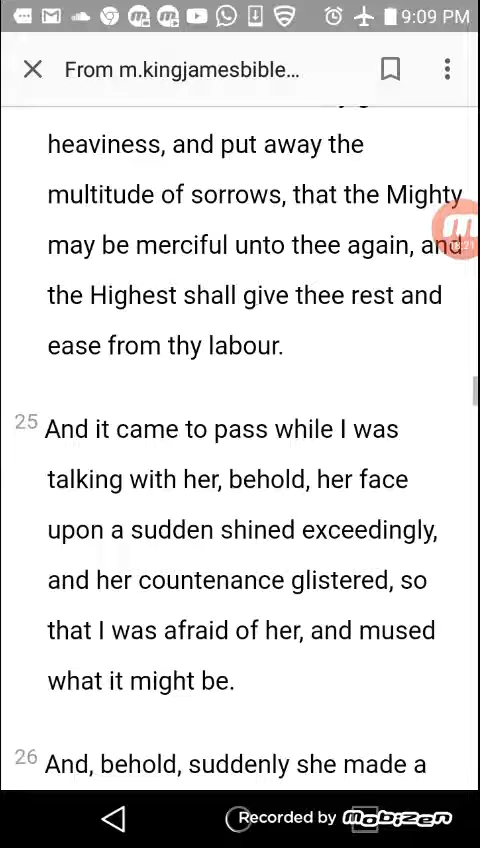 9:09 PM
From m.kingjamesbible...
heaviness, and put away the
multitude of sorrows, that the Mighty
may be merciful unto thee again, and
the Highest shall give thee rest and
ease from thy labour.
25 And it came to pass while I was
talking with her, behold, her face
upon a sudden shined exceedingly,
and her countenance glistered, so
that I was afraid of her, and mused
what it might be.
26 And, behold, suddenly she made a
Recorded by Mobizen